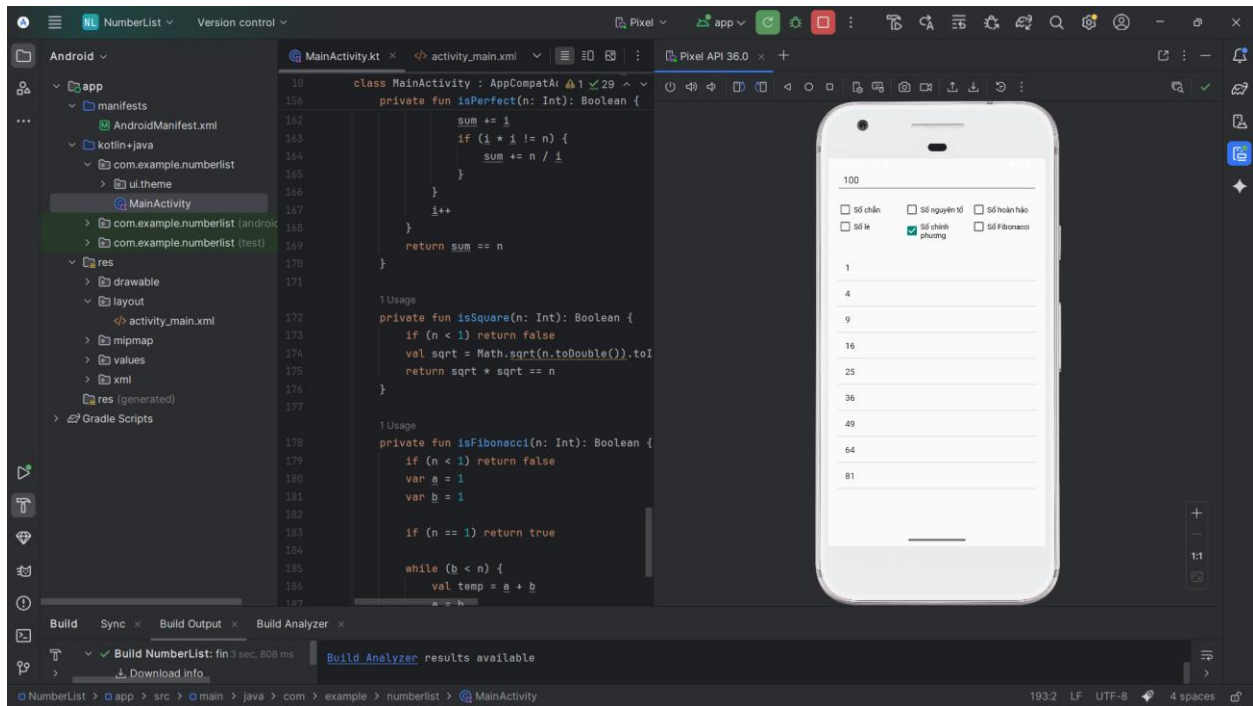 NL NumberList Version control Pixel app
Android
app
manifests
AndroidManifest.xml
kotlin+java
com.example.numberlist
ui.theme
MainActivity
com.example.numberlist (androic
com.example.numberlist (test)
res
drawable
layout
activity_main.xml
mipmap
values
xml
res (generated)
Gradle Scripts
MainActivity.kt activity_main.xml
10 class MainActivity : AppCompatAc 1 29
156 private fun isPerfect(n: Int): Boolean {
162 sum += i
163 if (i * i != n) {
164 sum += n / i
165 }
166 }
167 i++
168 }
169 return sum == n
170 }
171
1 Usage
172 private fun isSquare(n: Int): Boolean {
173 if (n < 1) return false
174 val sqrt = Math.sqrt(n.toDouble()).toI
175 return sqrt * sqrt == n
176 }
177
1 Usage
178 private fun isFibonacci(n: Int): Boolean {
179 if (n < 1) return false
180 var a = 1
181 var b = 1
182
183 if (n == 1) return true
184
185 while (b < n) {
186 val temp = a + b
187 a = b
Pixel API 36.0
100
Số chẵn Số nguyên tố Số hoàn hảo
Số lẻ Số chính phương Số Fibonacci
1
4
9
16
25
36
49
64
81
1:1
Build Sync Build Output Build Analyzer
Build NumberList: fin 3 sec, 808 ms
Download info
Build Analyzer results available
NumberList > app > src > main > java > com > example > numberlist > MainActivity 193:2 LF UTF-8 4 spaces